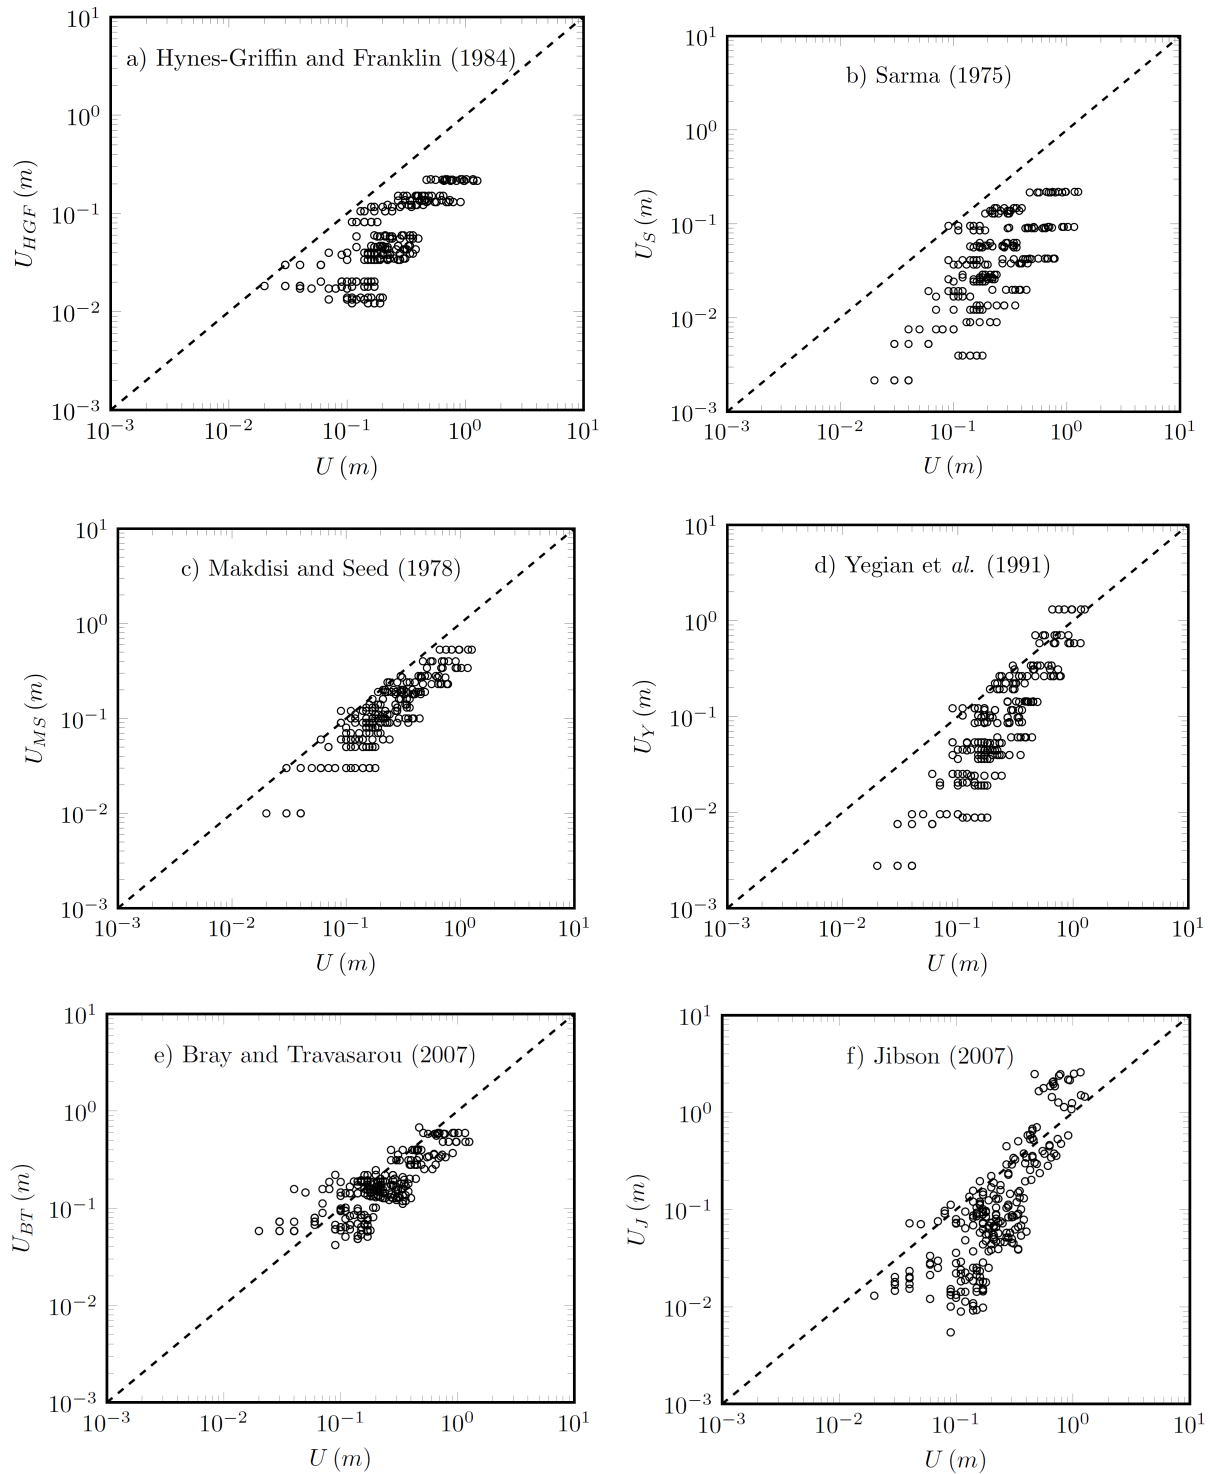 a) Hynes-Griffin and Franklin (1984)
10^1
10^0
10^{-1}
10^{-2}
10^{-3}
U_{HGF} (m)
10^{-3} 10^{-2} 10^{-1} 10^0 10^1
U (m)
b) Sarma (1975)
10^1
10^0
10^{-1}
10^{-2}
10^{-3}
U_S (m)
10^{-3} 10^{-2} 10^{-1} 10^0 10^1
U (m)
c) Makdisi and Seed (1978)
10^1
10^0
10^{-1}
10^{-2}
10^{-3}
U_{MS} (m)
10^{-3} 10^{-2} 10^{-1} 10^0 10^1
U (m)
d) Yegian et al. (1991)
10^1
10^0
10^{-1}
10^{-2}
10^{-3}
U_Y (m)
10^{-3} 10^{-2} 10^{-1} 10^0 10^1
U (m)
e) Bray and Travasarou (2007)
10^1
10^0
10^{-1}
10^{-2}
10^{-3}
U_{BT} (m)
10^{-3} 10^{-2} 10^{-1} 10^0 10^1
U (m)
f) Jibson (2007)
10^1
10^0
10^{-1}
10^{-2}
10^{-3}
U_J (m)
10^{-3} 10^{-2} 10^{-1} 10^0 10^1
U (m)